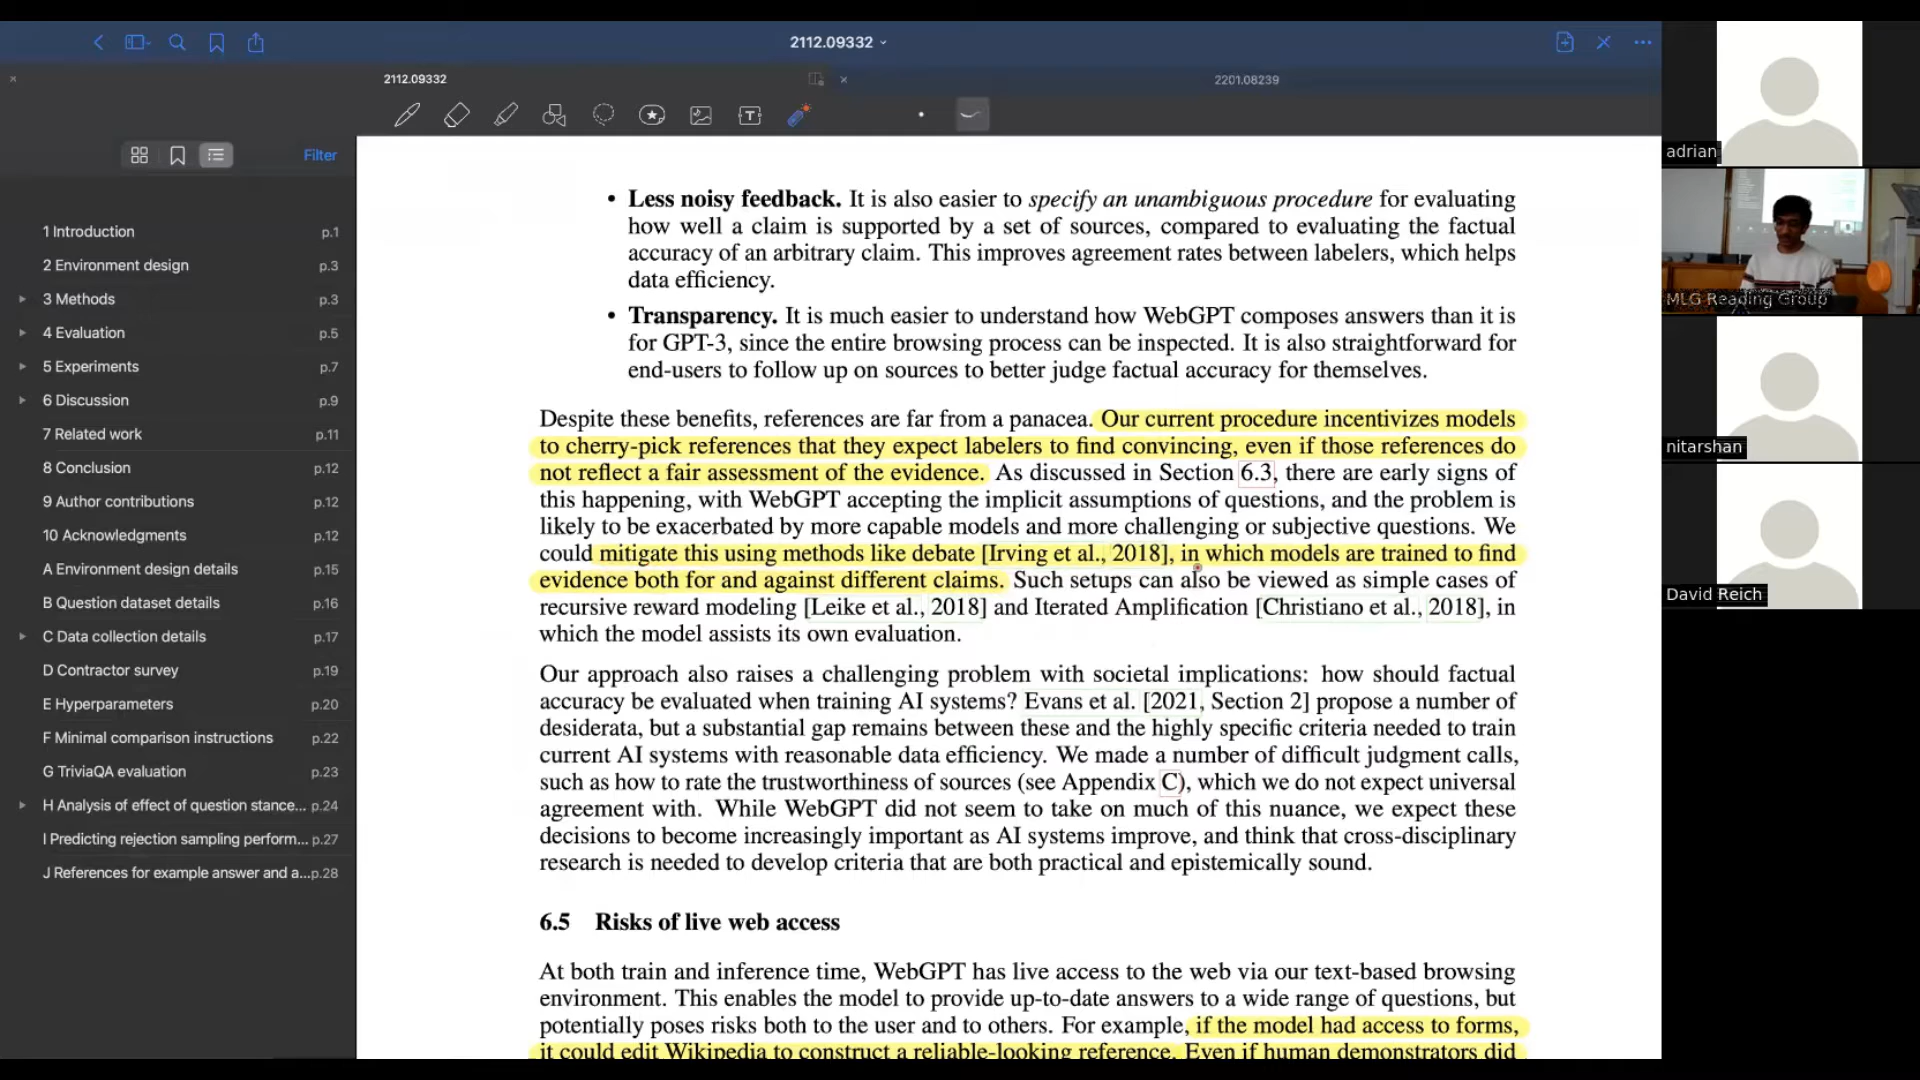 2112.09332
2112.09332
2201.08239
Filter
1 Introduction p.1
2 Environment design p.3
3 Methods p.3
4 Evaluation p.5
5 Experiments p.7
6 Discussion p.9
7 Related work p.11
8 Conclusion p.12
9 Author contributions p.12
10 Acknowledgments p.12
A Environment design details p.15
B Question dataset details p.16
C Data collection details p.17
D Contractor survey p.19
E Hyperparameters p.20
F Minimal comparison instructions p.22
G TriviaQA evaluation p.23
H Analysis of effect of question stance... p.24
I Predicting rejection sampling perform... p.27
J References for example answer and a...p.28
• Less noisy feedback. It is also easier to specify an unambiguous procedure for evaluating
how well a claim is supported by a set of sources, compared to evaluating the factual
accuracy of an arbitrary claim. This improves agreement rates between labelers, which helps
data efficiency.
• Transparency. It is much easier to understand how WebGPT composes answers than it is
for GPT-3, since the entire browsing process can be inspected. It is also straightforward for
end-users to follow up on sources to better judge factual accuracy for themselves.
Despite these benefits, references are far from a panacea. Our current procedure incentivizes models
to cherry-pick references that they expect labelers to find convincing, even if those references do
not reflect a fair assessment of the evidence. As discussed in Section 6.3, there are early signs of
this happening, with WebGPT accepting the implicit assumptions of questions, and the problem is
likely to be exacerbated by more capable models and more challenging or subjective questions. We
could mitigate this using methods like debate [Irving et al., 2018], in which models are trained to find
evidence both for and against different claims. Such setups can also be viewed as simple cases of
recursive reward modeling [Leike et al., 2018] and Iterated Amplification [Christiano et al., 2018], in
which the model assists its own evaluation.
Our approach also raises a challenging problem with societal implications: how should factual
accuracy be evaluated when training AI systems? Evans et al. [2021, Section 2] propose a number of
desiderata, but a substantial gap remains between these and the highly specific criteria needed to train
current AI systems with reasonable data efficiency. We made a number of difficult judgment calls,
such as how to rate the trustworthiness of sources (see Appendix C), which we do not expect universal
agreement with. While WebGPT did not seem to take on much of this nuance, we expect these
decisions to become increasingly important as AI systems improve, and think that cross-disciplinary
research is needed to develop criteria that are both practical and epistemically sound.
6.5 Risks of live web access
At both train and inference time, WebGPT has live access to the web via our text-based browsing
environment. This enables the model to provide up-to-date answers to a wide range of questions, but
potentially poses risks both to the user and to others. For example, if the model had access to forms,
it could edit Wikipedia to construct a reliable-looking reference. Even if human demonstrators did
adrian
MLG Reading Group
nitarshan
David Reich